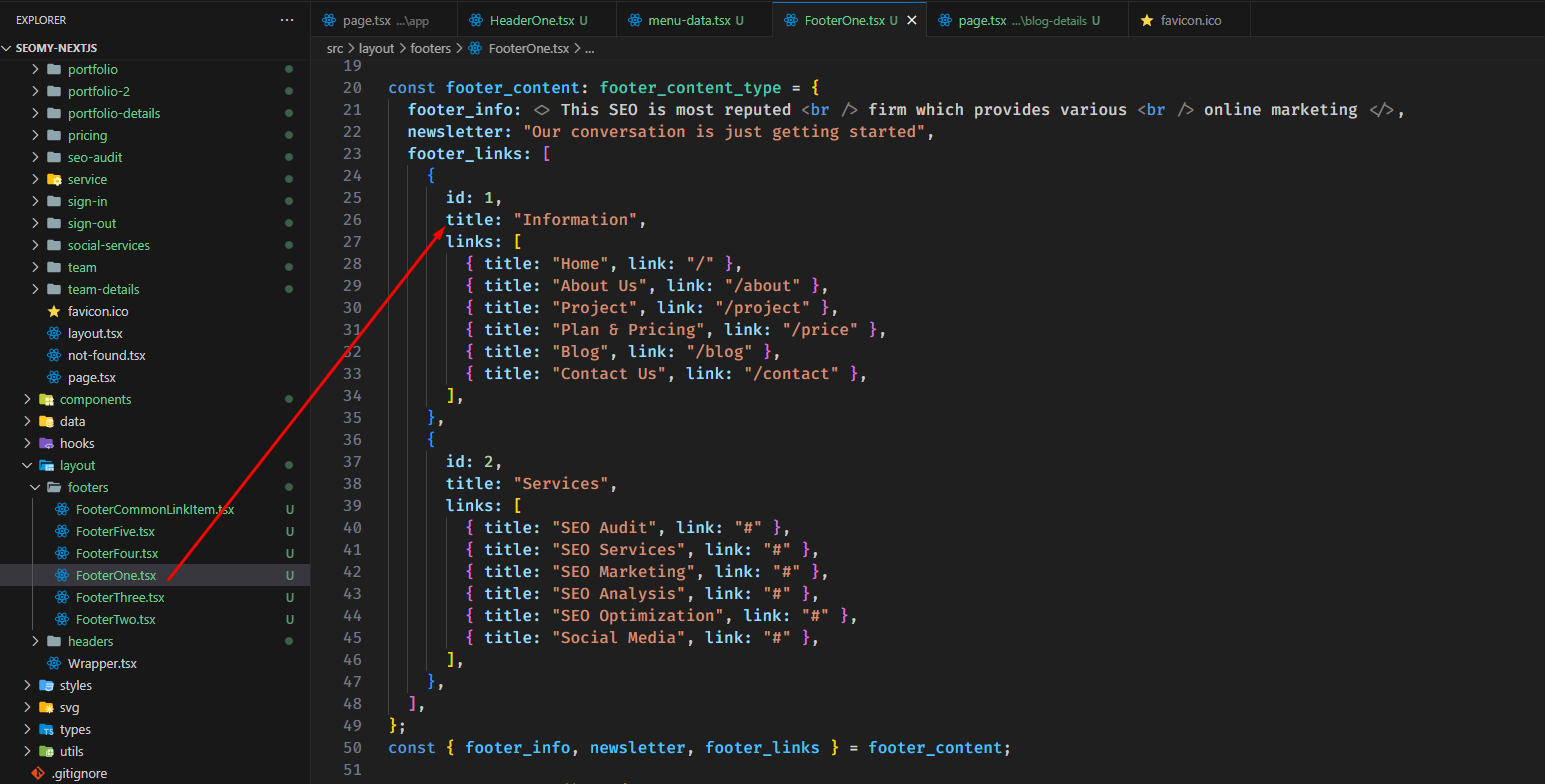 EXPLORER
SEOMY-NEXTJS
portfolio
portfolio-2
portfolio-details
pricing
seo-audit
service
sign-in
sign-out
social-services
team
team-details
favicon.ico
layout.tsx
not-found.tsx
page.tsx
components
data
hooks
layout
footers
FooterCommonLinkItem.tsx U
FooterFive.tsx U
FooterFour.tsx U
FooterOne.tsx U
FooterThree.tsx U
FooterTwo.tsx U
headers
Wrapper.tsx
styles
svg
types
utils
.gitignore
page.tsx ...\app HeaderOne.tsx U menu-data.tsx U FooterOne.tsx U page.tsx ...\blog-details U favicon.ico
src > layout > footers > FooterOne.tsx > ...
19
20 const footer_content: footer_content_type = {
21 footer_info: <> This SEO is most reputed <br /> firm which provides various <br /> online marketing </>,
22 newsletter: "Our conversation is just getting started",
23 footer_links: [
24 {
25 id: 1,
26 title: "Information",
27 links: [
28 { title: "Home", link: "/" },
29 { title: "About Us", link: "/about" },
30 { title: "Project", link: "/project" },
31 { title: "Plan & Pricing", link: "/price" },
32 { title: "Blog", link: "/blog" },
33 { title: "Contact Us", link: "/contact" },
34 ],
35 },
36 {
37 id: 2,
38 title: "Services",
39 links: [
40 { title: "SEO Audit", link: "#" },
41 { title: "SEO Services", link: "#" },
42 { title: "SEO Marketing", link: "#" },
43 { title: "SEO Analysis", link: "#" },
44 { title: "SEO Optimization", link: "#" },
45 { title: "Social Media", link: "#" },
46 ],
47 },
48 ],
49 };
50 const { footer_info, newsletter, footer_links } = footer_content;
51